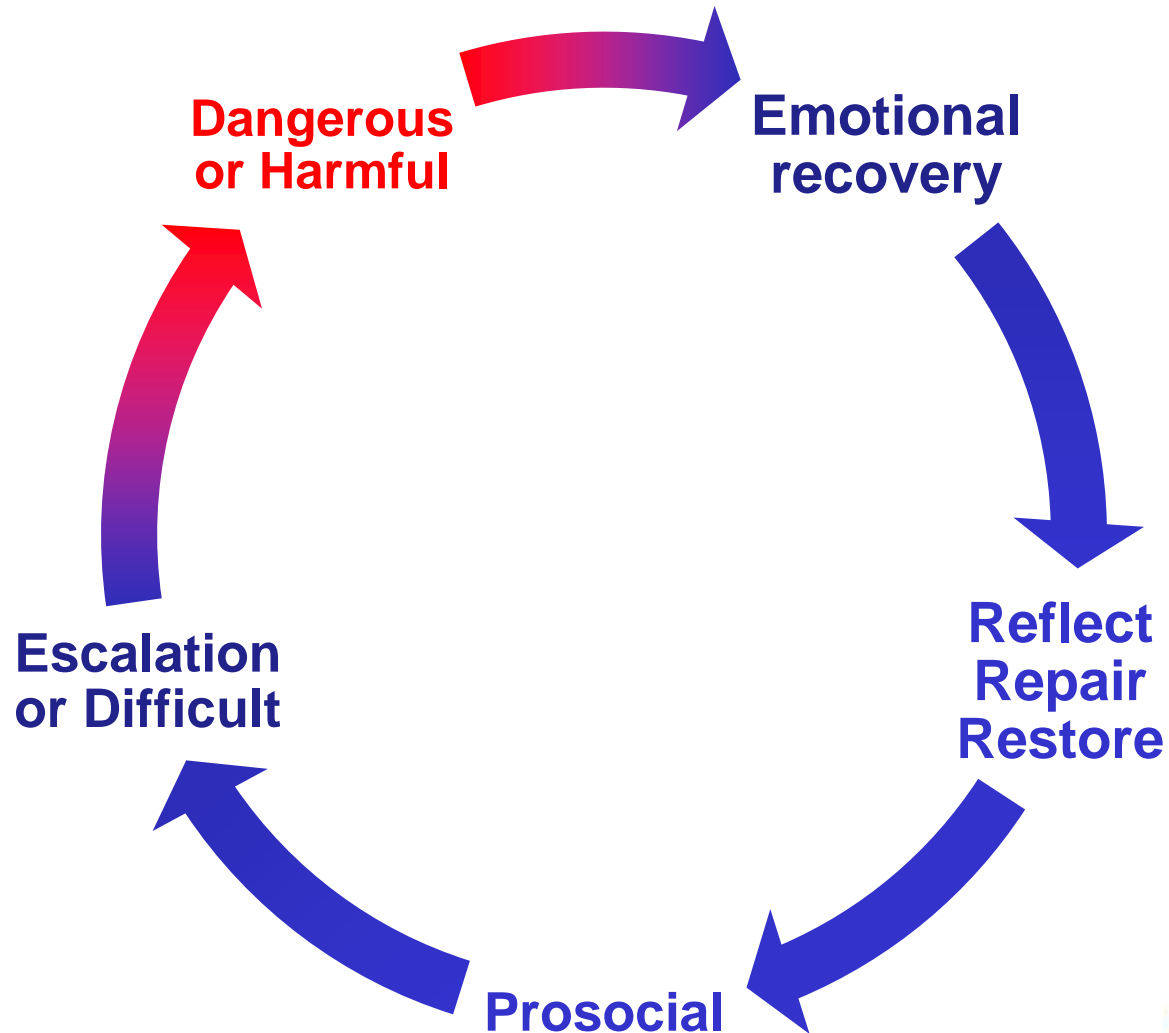 Dangerous
or Harmful
Emotional
recovery
Reflect
Repair
Restore
Prosocial
Escalation
or Difficult